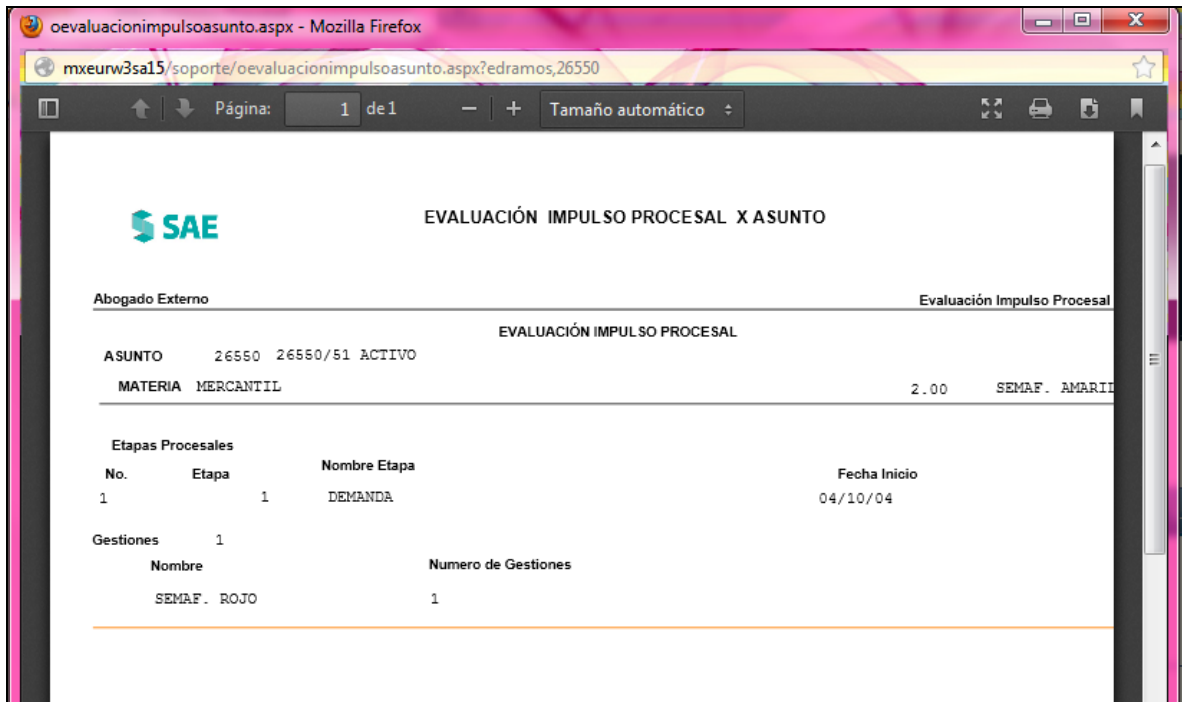 oevaluacionimpulsoasunto.aspx - Mozilla Firefox
mxeurw3sa15/soporte/oevaluacionimpulsoasunto.aspx?edramos,26550
Página: 1 de 1 Tamaño automático
SAE
EVALUACIÓN IMPULSO PROCESAL X ASUNTO
Abogado Externo Evaluación Impulso Procesal
EVALUACIÓN IMPULSO PROCESAL
ASUNTO 26550 26550/51 ACTIVO
MATERIA MERCANTIL 2.00 SEMAF.
Etapas Procesales
No. Etapa Nombre Etapa Fecha Inicio
1 1 DEMANDA 04/10/04
Gestiones 1
Nombre Numero de Gestiones
SEMAF. ROJO 1